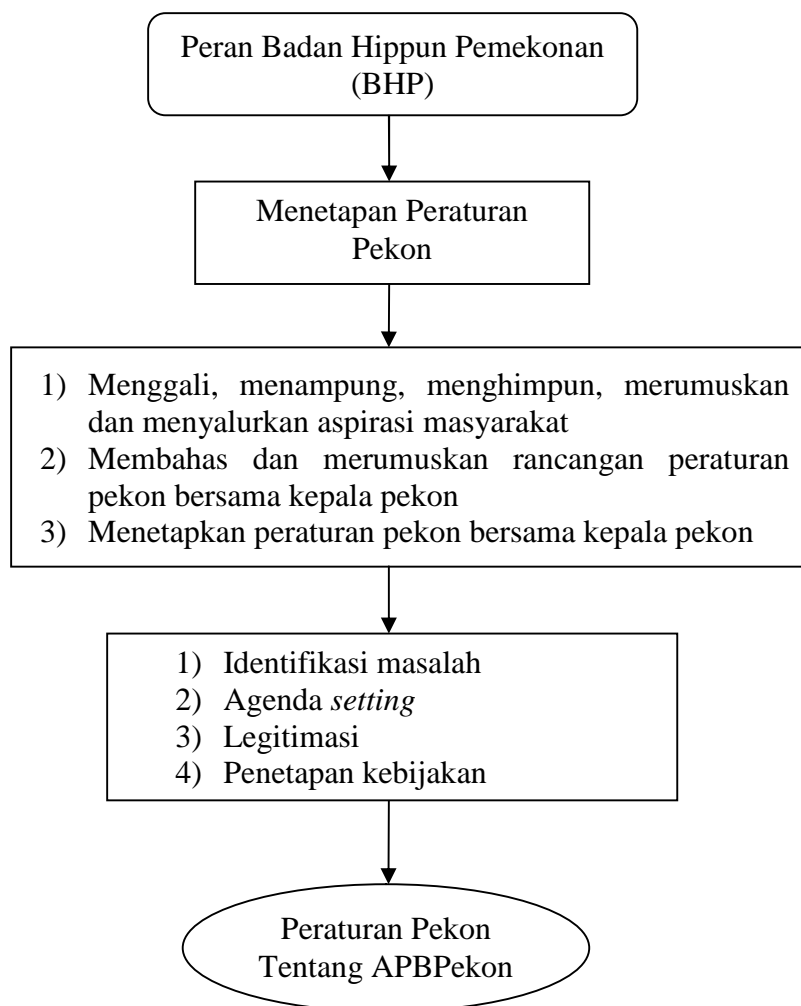 Peran Badan Hippun Pemekonan
(BHP)
Menetapan Peraturan
Pekon
1) Menggali, menampung, menghimpun, merumuskan
dan menyalurkan aspirasi masyarakat
2) Membahas dan merumuskan rancangan peraturan
pekon bersama kepala pekon
3) Menetapkan peraturan pekon bersama kepala pekon
1) Identifikasi masalah
2) Agenda setting
3) Legitimasi
4) Penetapan kebijakan
Peraturan Pekon
Tentang APBPekon